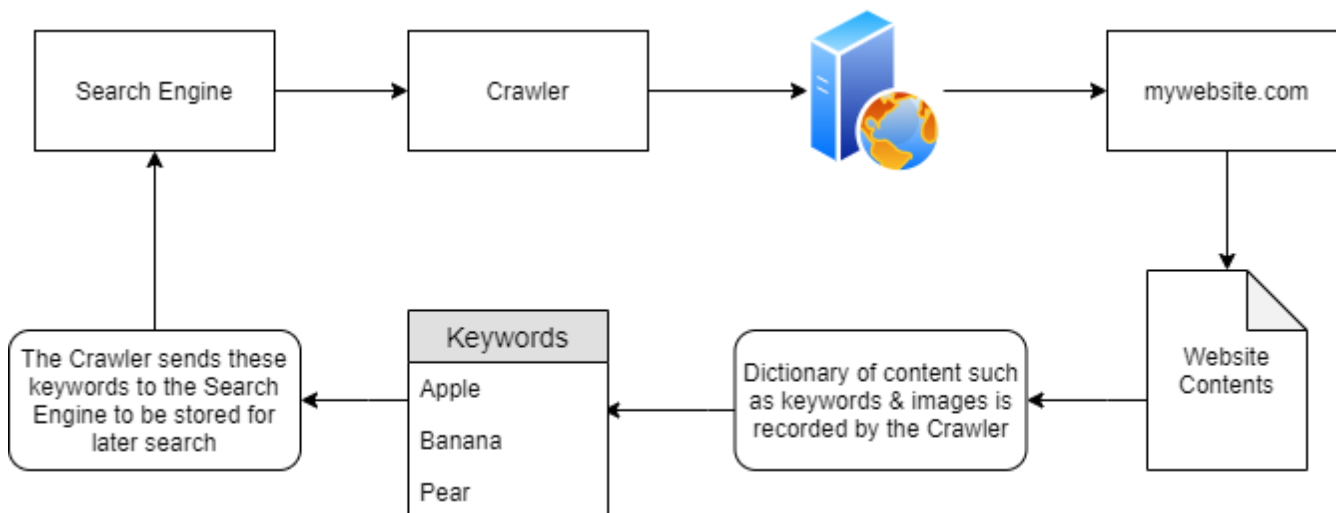 Search Engine
Crawler
mywebsite.com
Website
Contents
Dictionary of content such
as keywords & images is
recorded by the Crawler
Keywords
Apple
Banana
Pear
The Crawler sends these
keywords to the Search
Engine to be stored for
later search